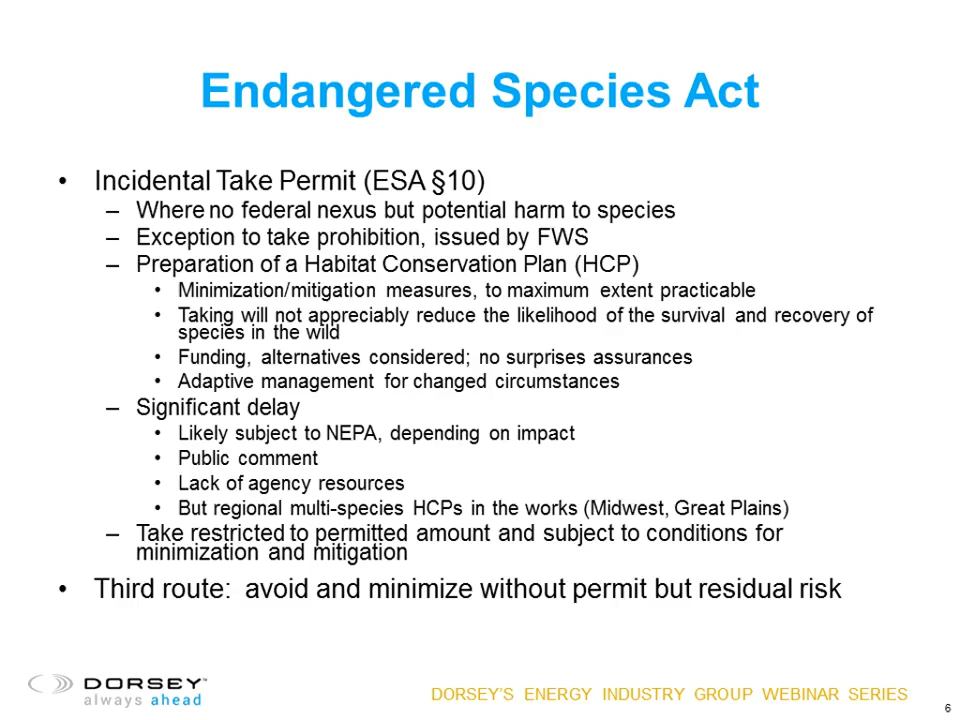 Endangered Species Act
• Incidental Take Permit (ESA §10)
– Where no federal nexus but potential harm to species
– Exception to take prohibition, issued by FWS
– Preparation of a Habitat Conservation Plan (HCP)
• Minimization/mitigation measures, to maximum extent practicable
• Taking will not appreciably reduce the likelihood of the survival and recovery of
species in the wild
• Funding, alternatives considered; no surprises assurances
• Adaptive management for changed circumstances
– Significant delay
• Likely subject to NEPA, depending on impact
• Public comment
• Lack of agency resources
• But regional multi-species HCPs in the works (Midwest, Great Plains)
– Take restricted to permitted amount and subject to conditions for
minimization and mitigation
• Third route: avoid and minimize without permit but residual risk
DORSEY™
always ahead
DORSEY'S ENERGY INDUSTRY GROUP WEBINAR SERIES
6